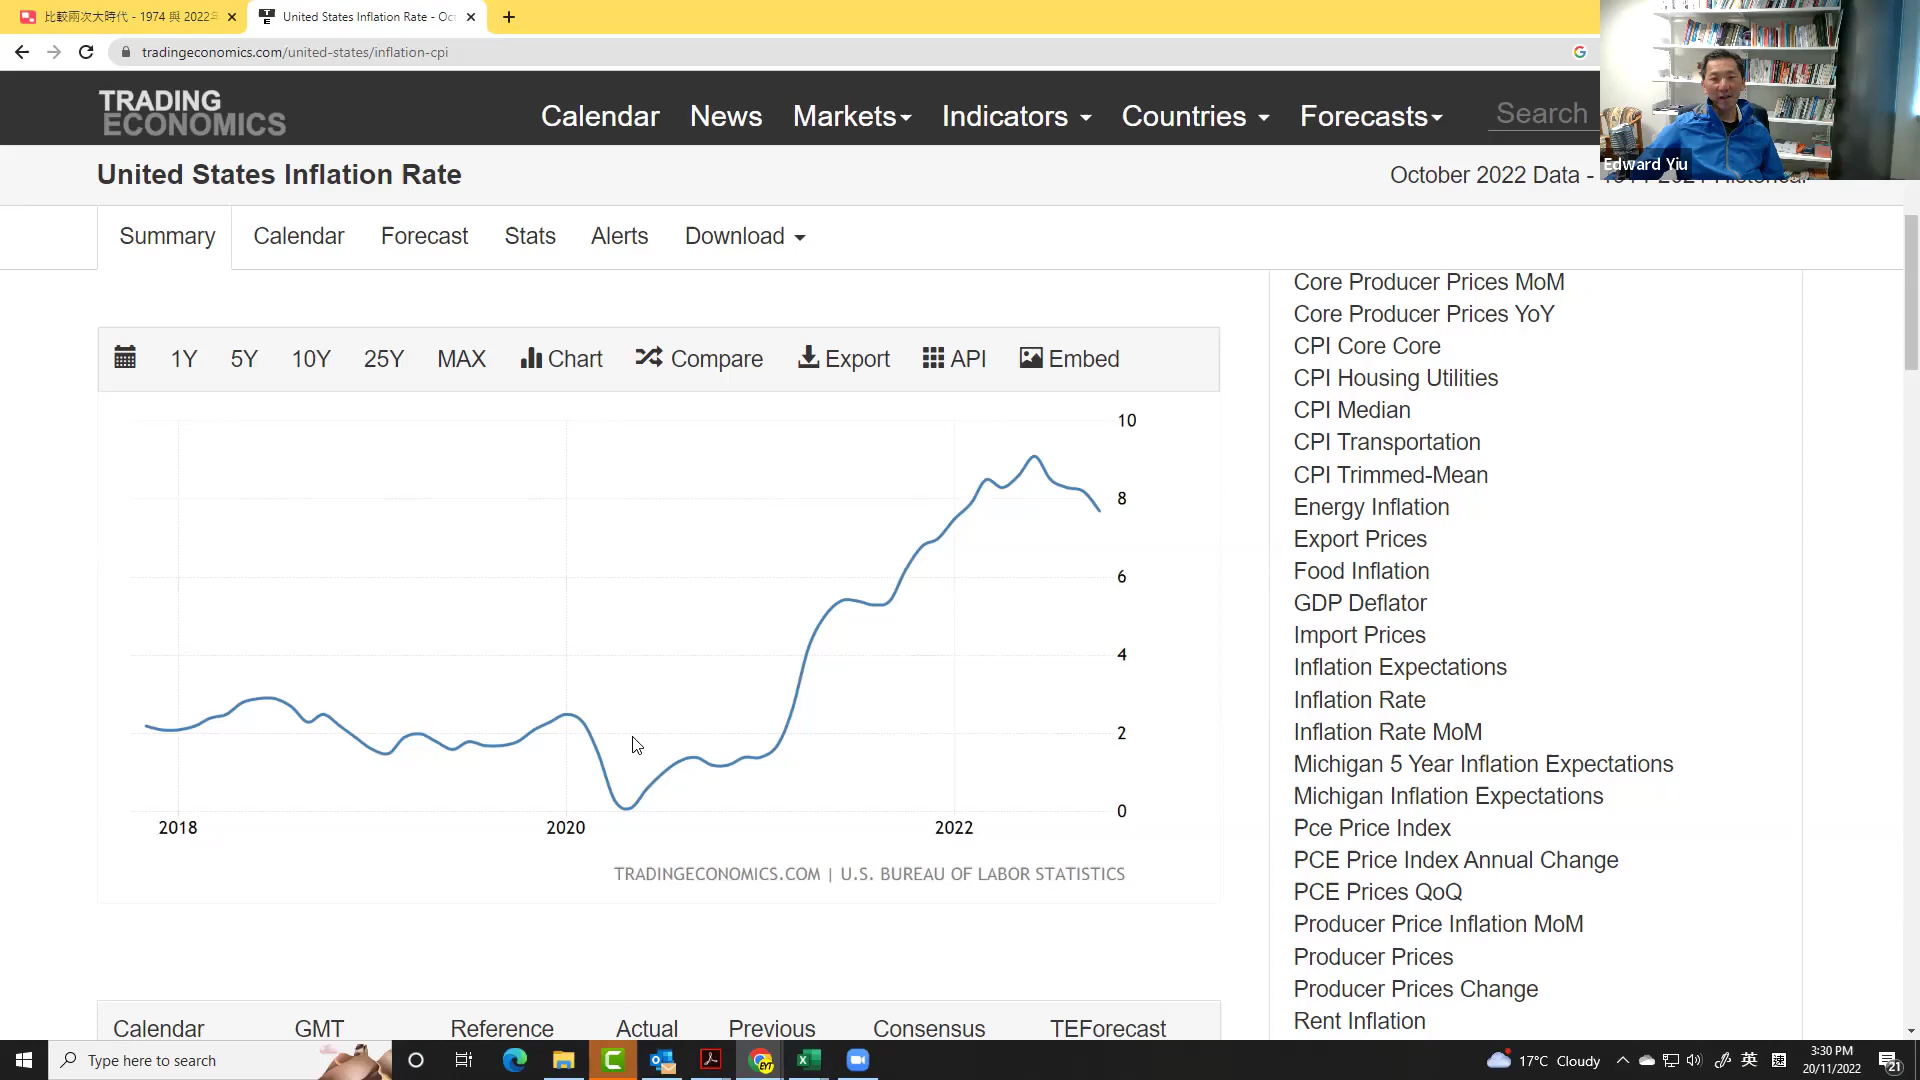 比較兩次大時代 - 1974 與 2022年
United States Inflation Rate - Oct
tradingeconomics.com/united-states/inflation-cpi
TRADING
ECONOMICS
Calendar News Markets Indicators Countries Forecasts Search
Edward Yiu
United States Inflation Rate
October 2022 Data -
Summary Calendar Forecast Stats Alerts Download
1Y 5Y 10Y 25Y MAX Chart Compare Export API Embed
10
8
6
4
2
0
2018 2020 2022
TRADINGECONOMICS.COM | U.S. BUREAU OF LABOR STATISTICS
Core Producer Prices MoM
Core Producer Prices YoY
CPI Core Core
CPI Housing Utilities
CPI Median
CPI Transportation
CPI Trimmed-Mean
Energy Inflation
Export Prices
Food Inflation
GDP Deflator
Import Prices
Inflation Expectations
Inflation Rate
Inflation Rate MoM
Michigan 5 Year Inflation Expectations
Michigan Inflation Expectations
Pce Price Index
PCE Price Index Annual Change
PCE Prices QoQ
Producer Price Inflation MoM
Producer Prices
Producer Prices Change
Rent Inflation
Calendar GMT Reference Actual Previous Consensus TEForecast
Type here to search
17°C Cloudy
英
3:30 PM
20/11/2022
21